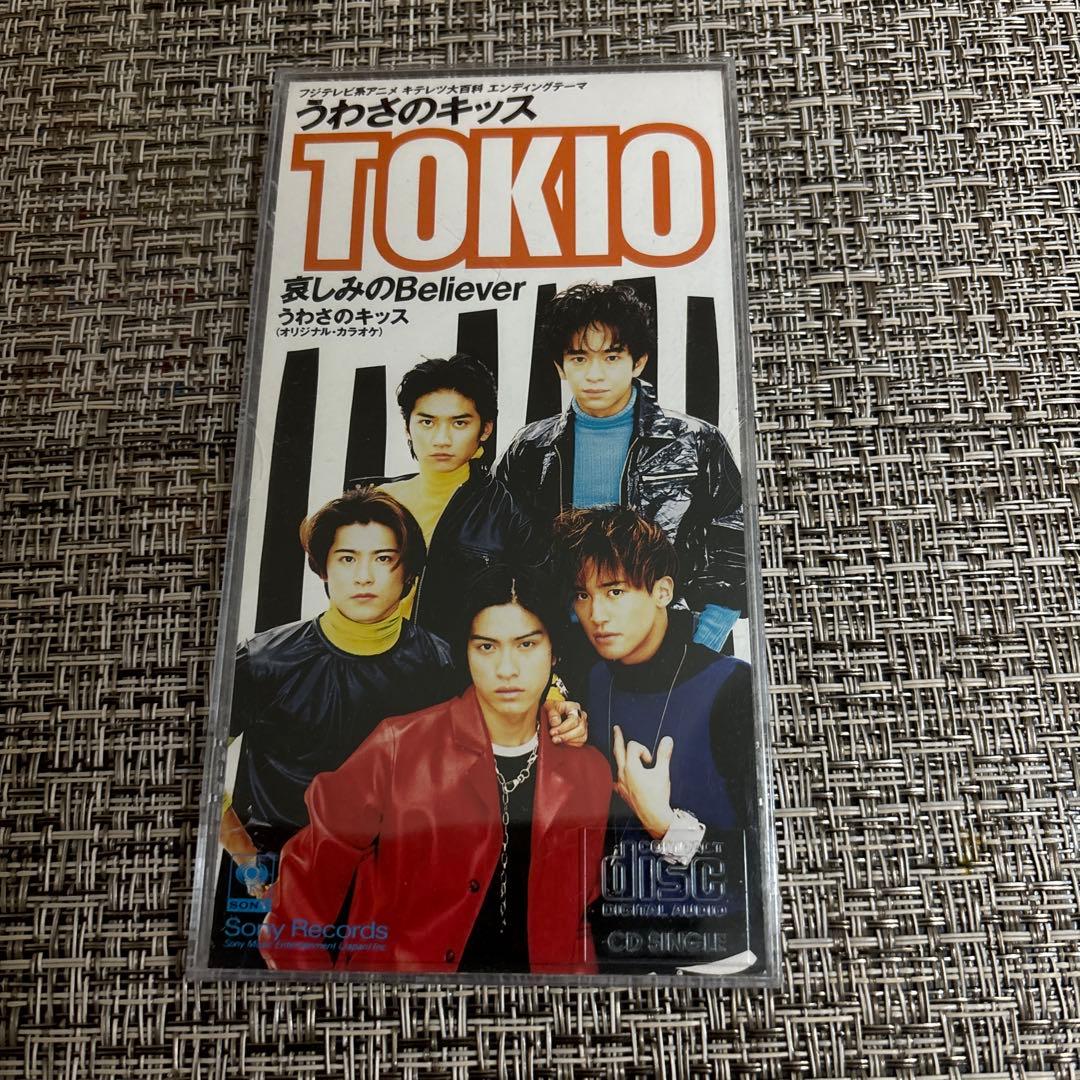 フジテレビ系アニメ キテレツ大百科 エンディングテーマ
うわさのキッス
TOKIO
哀しみのBeliever
うわさのキッス
(オリジナル・カラオケ)
COMPACT
disc
DIGITAL AUDIO
CD SINGLE
SONY
Sony Records
Sony Music Entertainment (Japan) Inc.